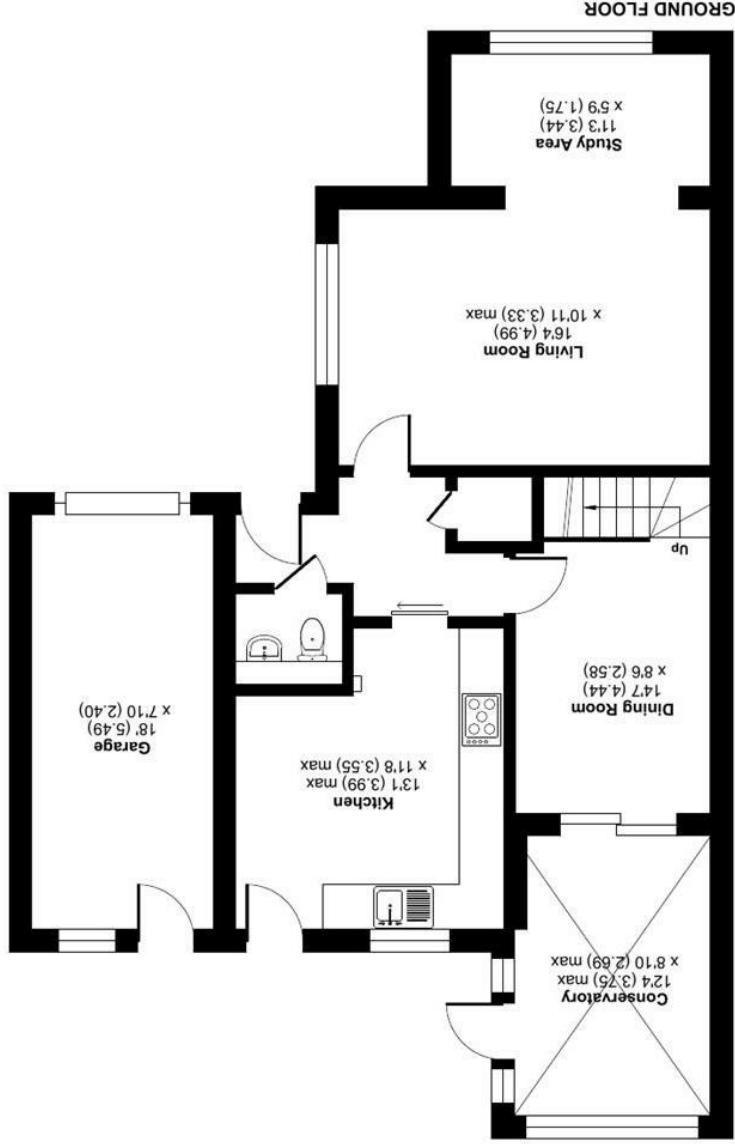 Conservatory
12'4 (3.75) max
x 8'10 (2.69) max
Kitchen
13'1 (3.99) max
x 11'8 (3.55) max
Garage
18' (5.49)
x 7'10 (2.40)
Dining Room
14'7 (4.44)
x 8'6 (2.58)
Up
Living Room
16'4 (4.99)
x 10'11 (3.33) max
Study Area
11'3 (3.44)
x 5'9 (1.75)
GROUND FLOOR